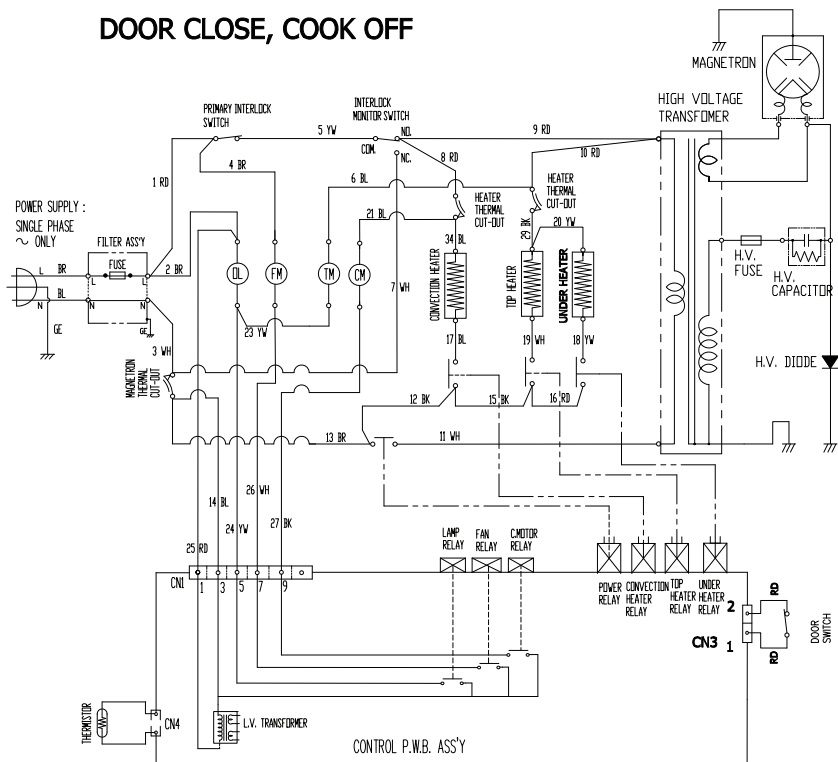 DOOR CLOSE, COOK OFF
MAGNETRON
HIGH VOLTAGE
TRANSFOMER
PRIMARY INTERLOCK
SWITCH
INTERLOCK
MONITOR SWITCH
5 YW
NO.
COM.
NC.
9 RD
10 RD
8 RD
4 BR
1 RD
6 BL
21 BL
HEATER
THERMAL
CUT-OUT
HEATER
THERMAL
CUT-OUT
POWER SUPPLY :
SINGLE PHASE
~ ONLY
FILTER ASS'Y
FUSE
2 BR
L
BR
L
L
BL
N
N
N
GE
GE
OL
FM
TM
CM
34 BL
29 BK
20 YW
CONVECTION HEATER
TOP HEATER
UNDER HEATER
7 WH
23 YW
H.V.
FUSE
H.V.
CAPACITOR
H.V. DIODE
3 WH
MAGNETRON
THERMAL
CUT-OUT
17 BL
19 WH
18 YW
12 BK
15 BK
16 RD
13 BR
11 WH
14 BL
26 WH
24 YW
27 BK
25 RD
CN1
1
3
5
7
9
LAMP
RELAY
FAN
RELAY
C.MOTOR
RELAY
POWER
RELAY
CONVECTION
HEATER
RELAY
TOP
HEATER
RELAY
UNDER
HEATER
RELAY
2
CN3
1
RD
RD
DOOR
SWITCH
THERMISTOR
CN4
L.V. TRANSFORMER
CONTROL P.W.B. ASS'Y